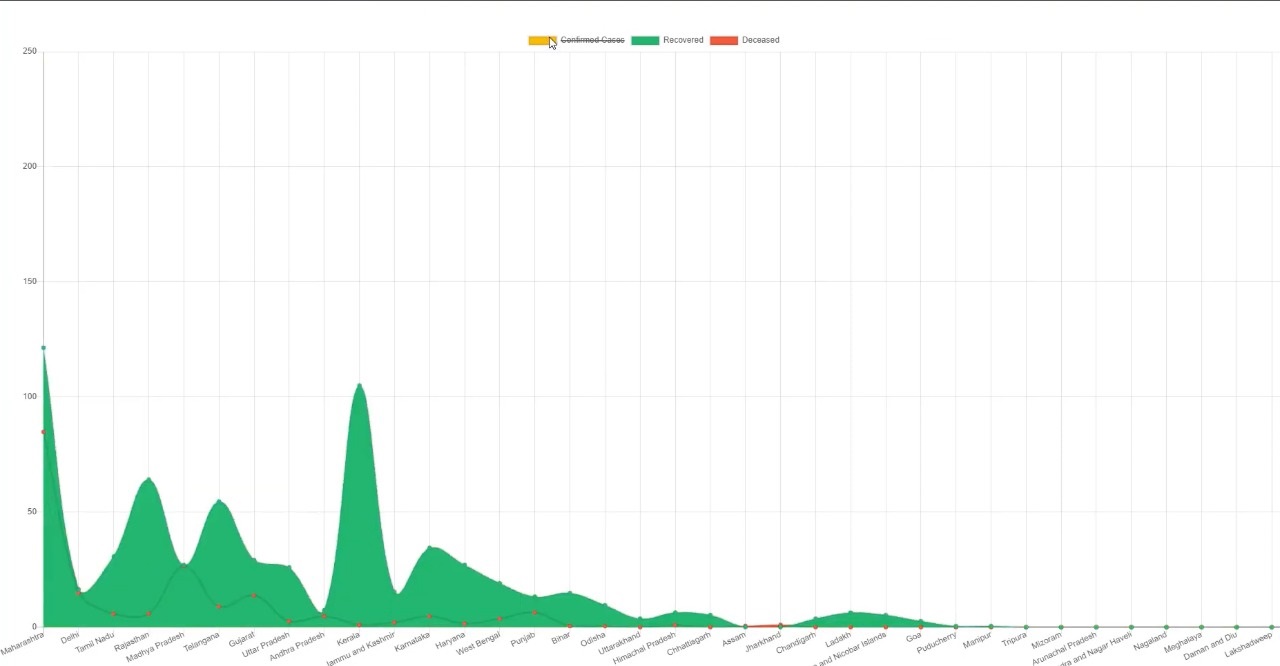 Confirmed Cases Recovered Deceased
250
200
150
100
50
0
Maharashtra
Delhi
Tamil Nadu
Rajasthan
Madhya Pradesh
Telangana
Gujarat
Uttar Pradesh
Andhra Pradesh
Kerala
Jammu and Kashmir
Karnataka
Haryana
West Bengal
Punjab
Bihar
Odisha
Uttarakhand
Himachal Pradesh
Chhattisgarh
Assam
Jharkhand
Chandigarh
Ladakh
and Nicobar Islands
Goa
Puducherry
Manipur
Tripura
Mizoram
Arunachal Pradesh
and Nagar Haveli
Nagaland
Meghalaya
Daman and Diu
Lakshadweep